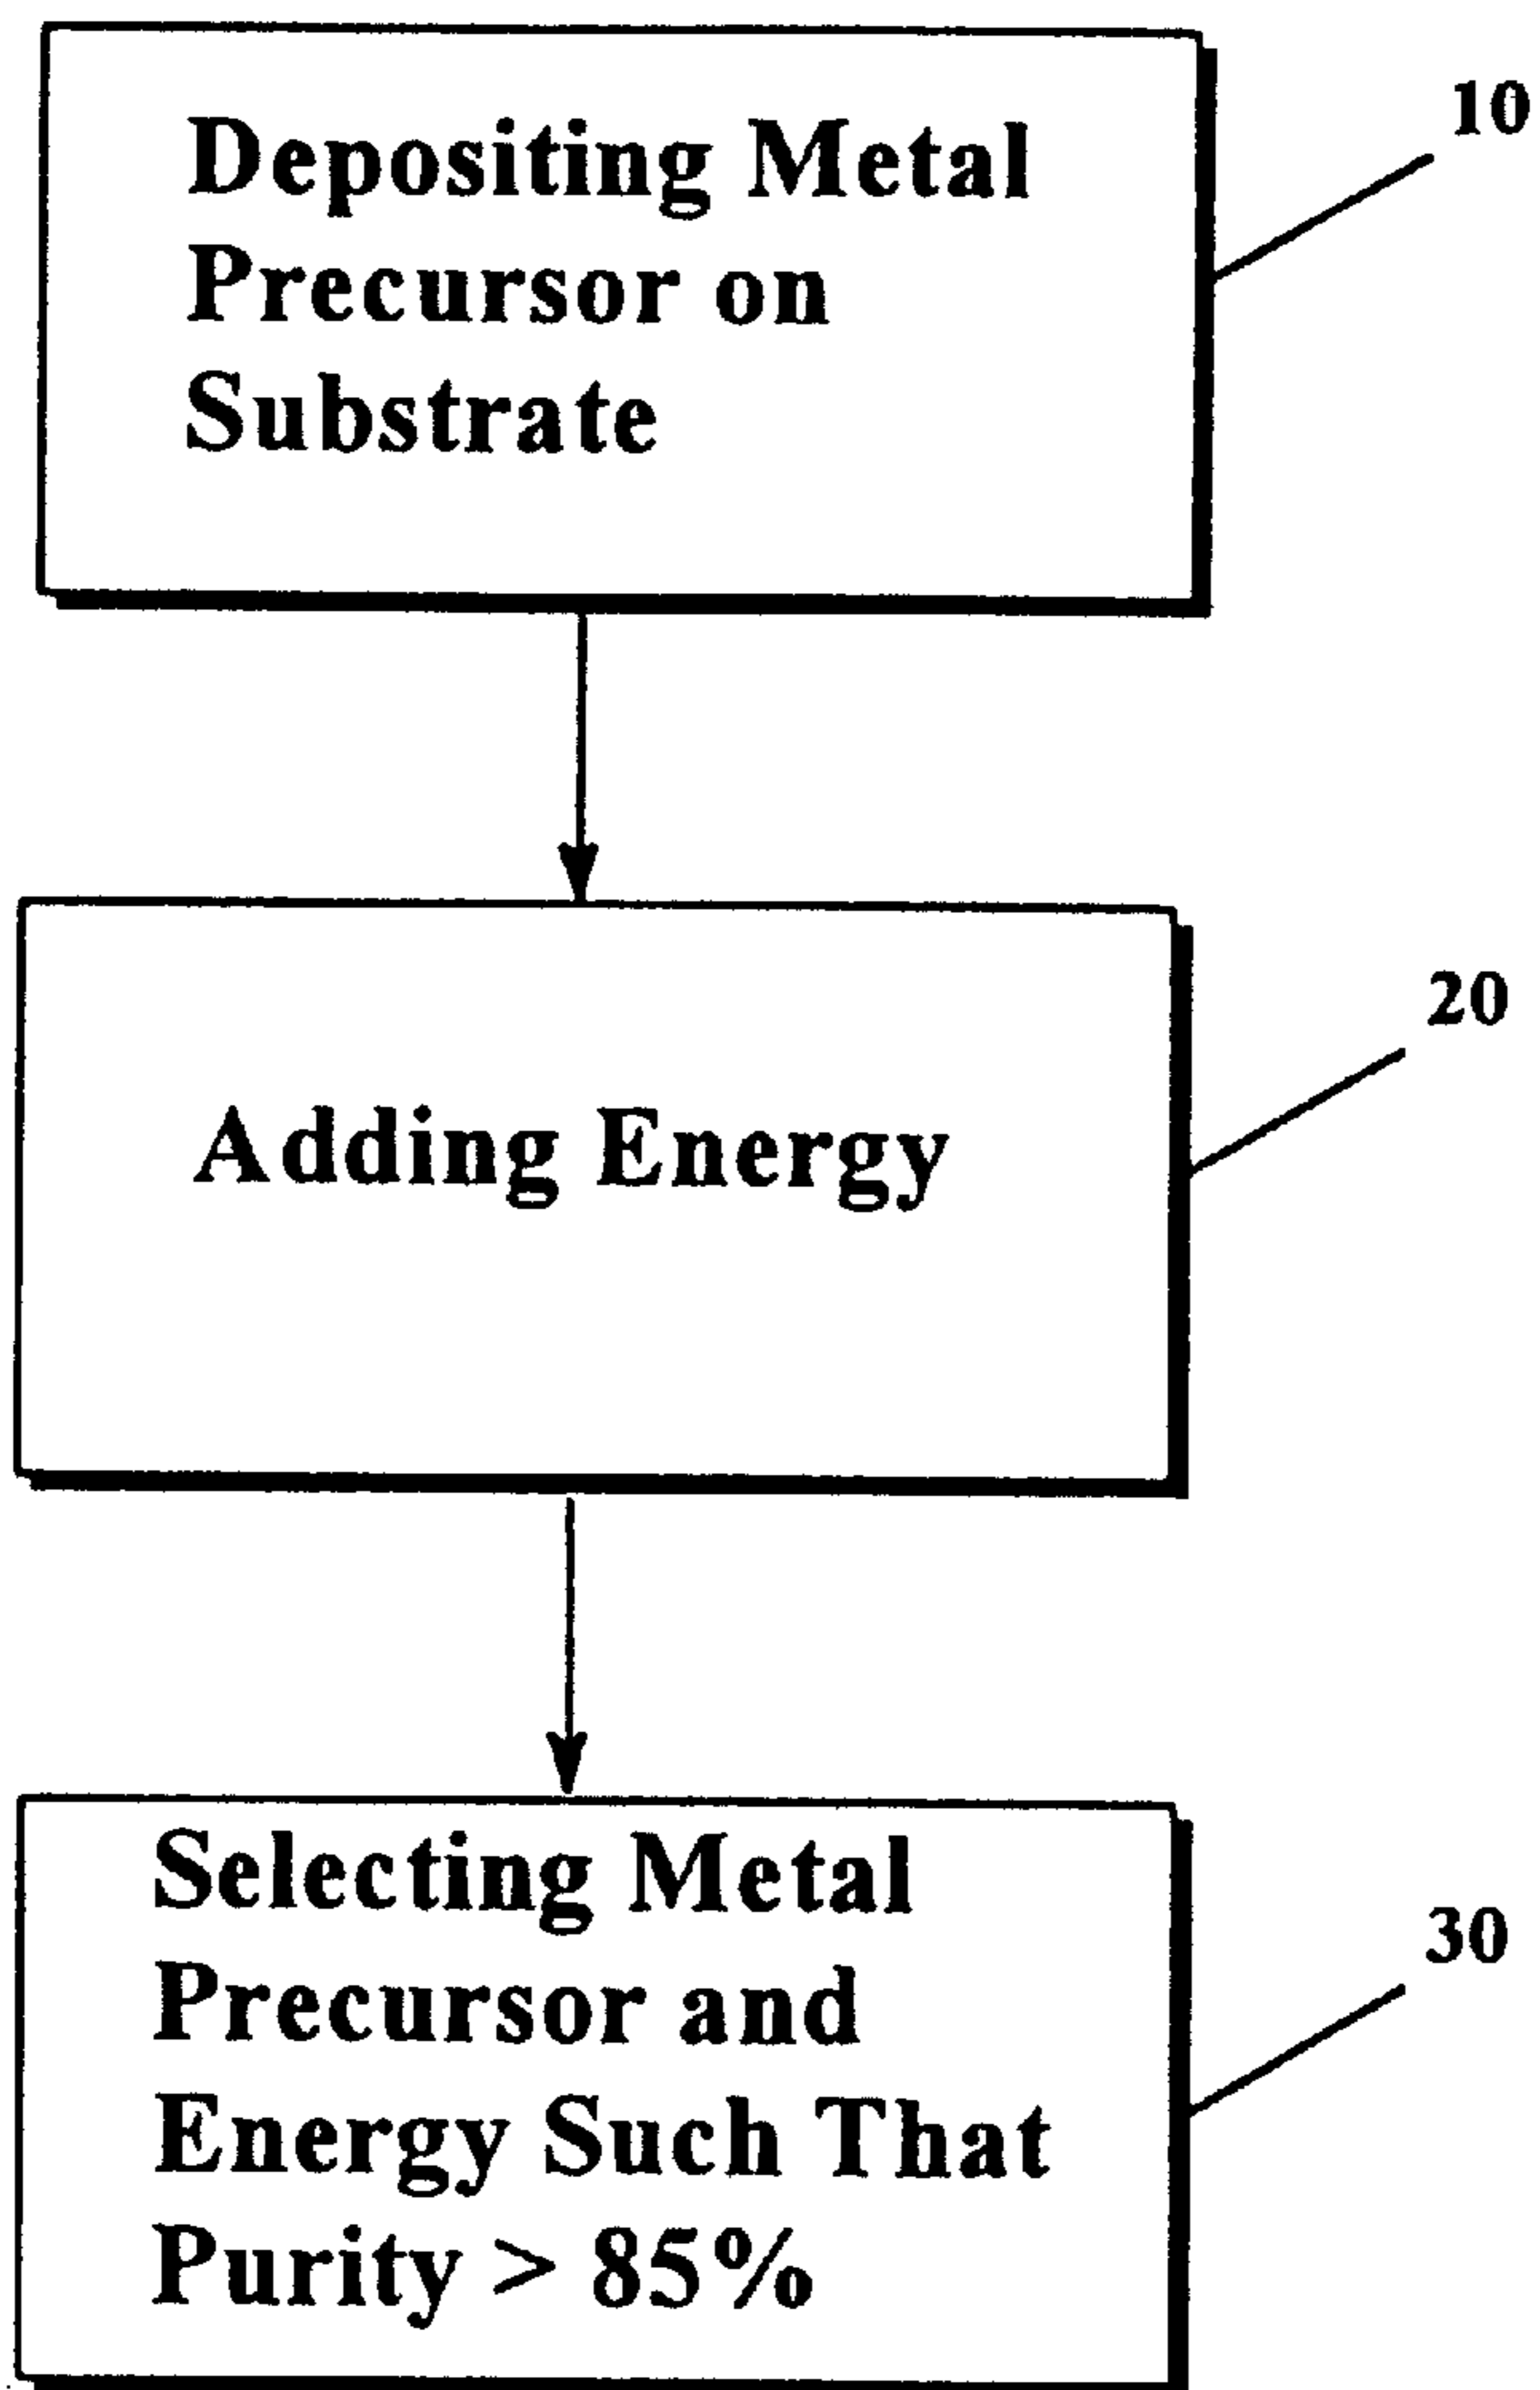 Depositing Metal
Precursor on
Substrate
10
Adding Energy
20
Selecting Metal
Precursor and
Energy Such That
Purity > 85%
30